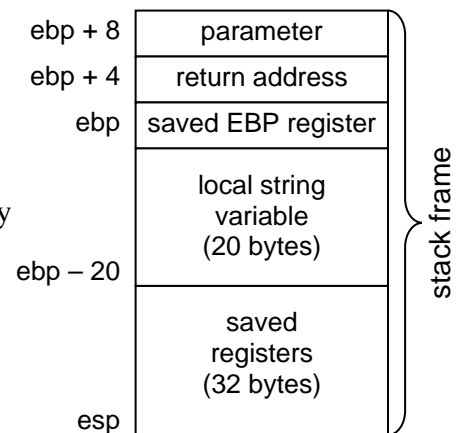 ebp + 8 parameter
ebp + 4 return address
ebp saved EBP register
local string
variable
(20 bytes)
y
ebp – 20
saved
registers
(32 bytes)
esp
stack frame